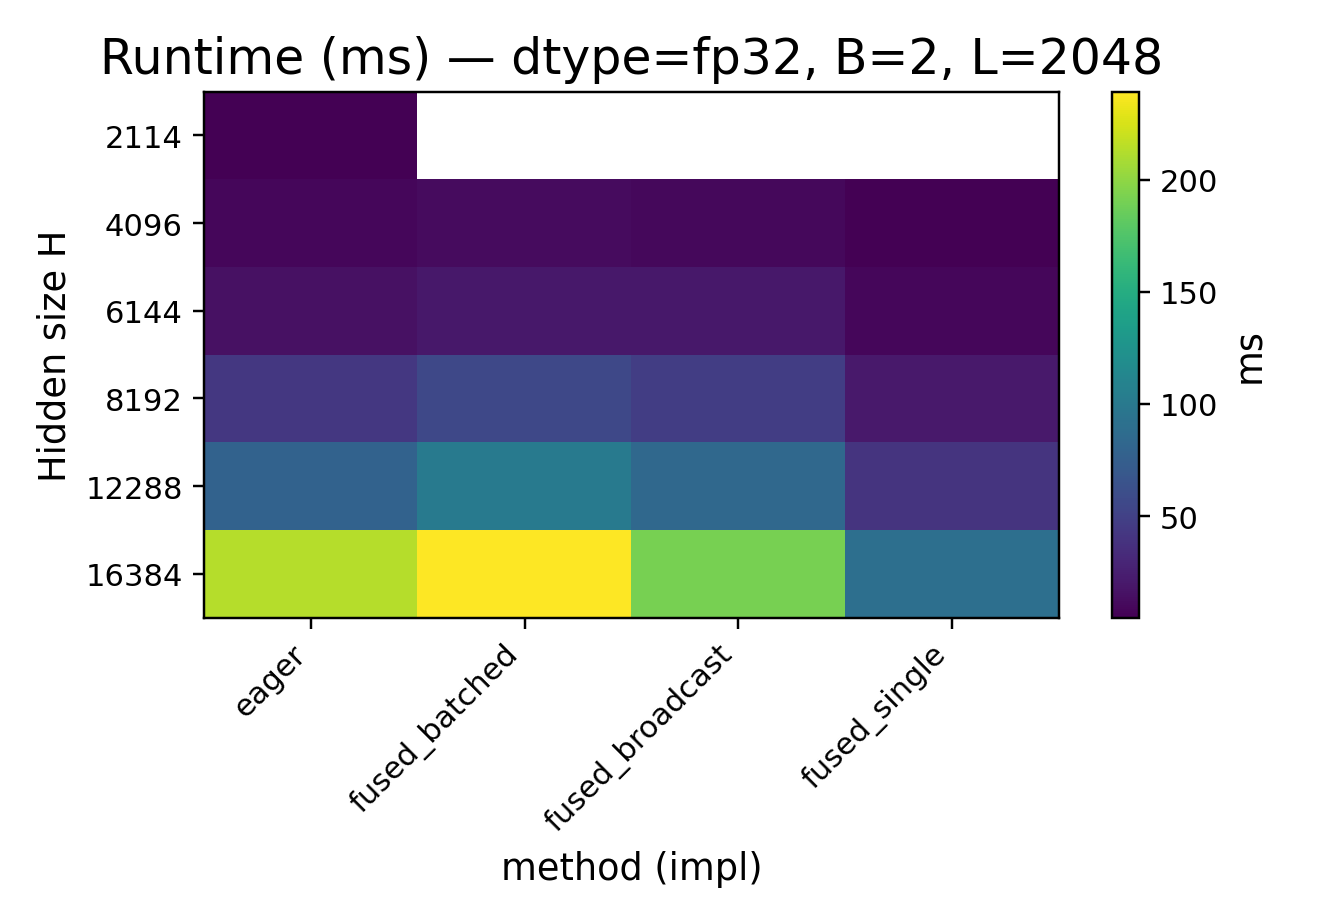 Runtime (ms) — dtype=fp32, B=2, L=2048
Hidden size H
2114
4096
6144
8192
12288
16384
eager
fused_batched
fused_broadcast
fused_single
method (impl)
200
150
100
50
ms